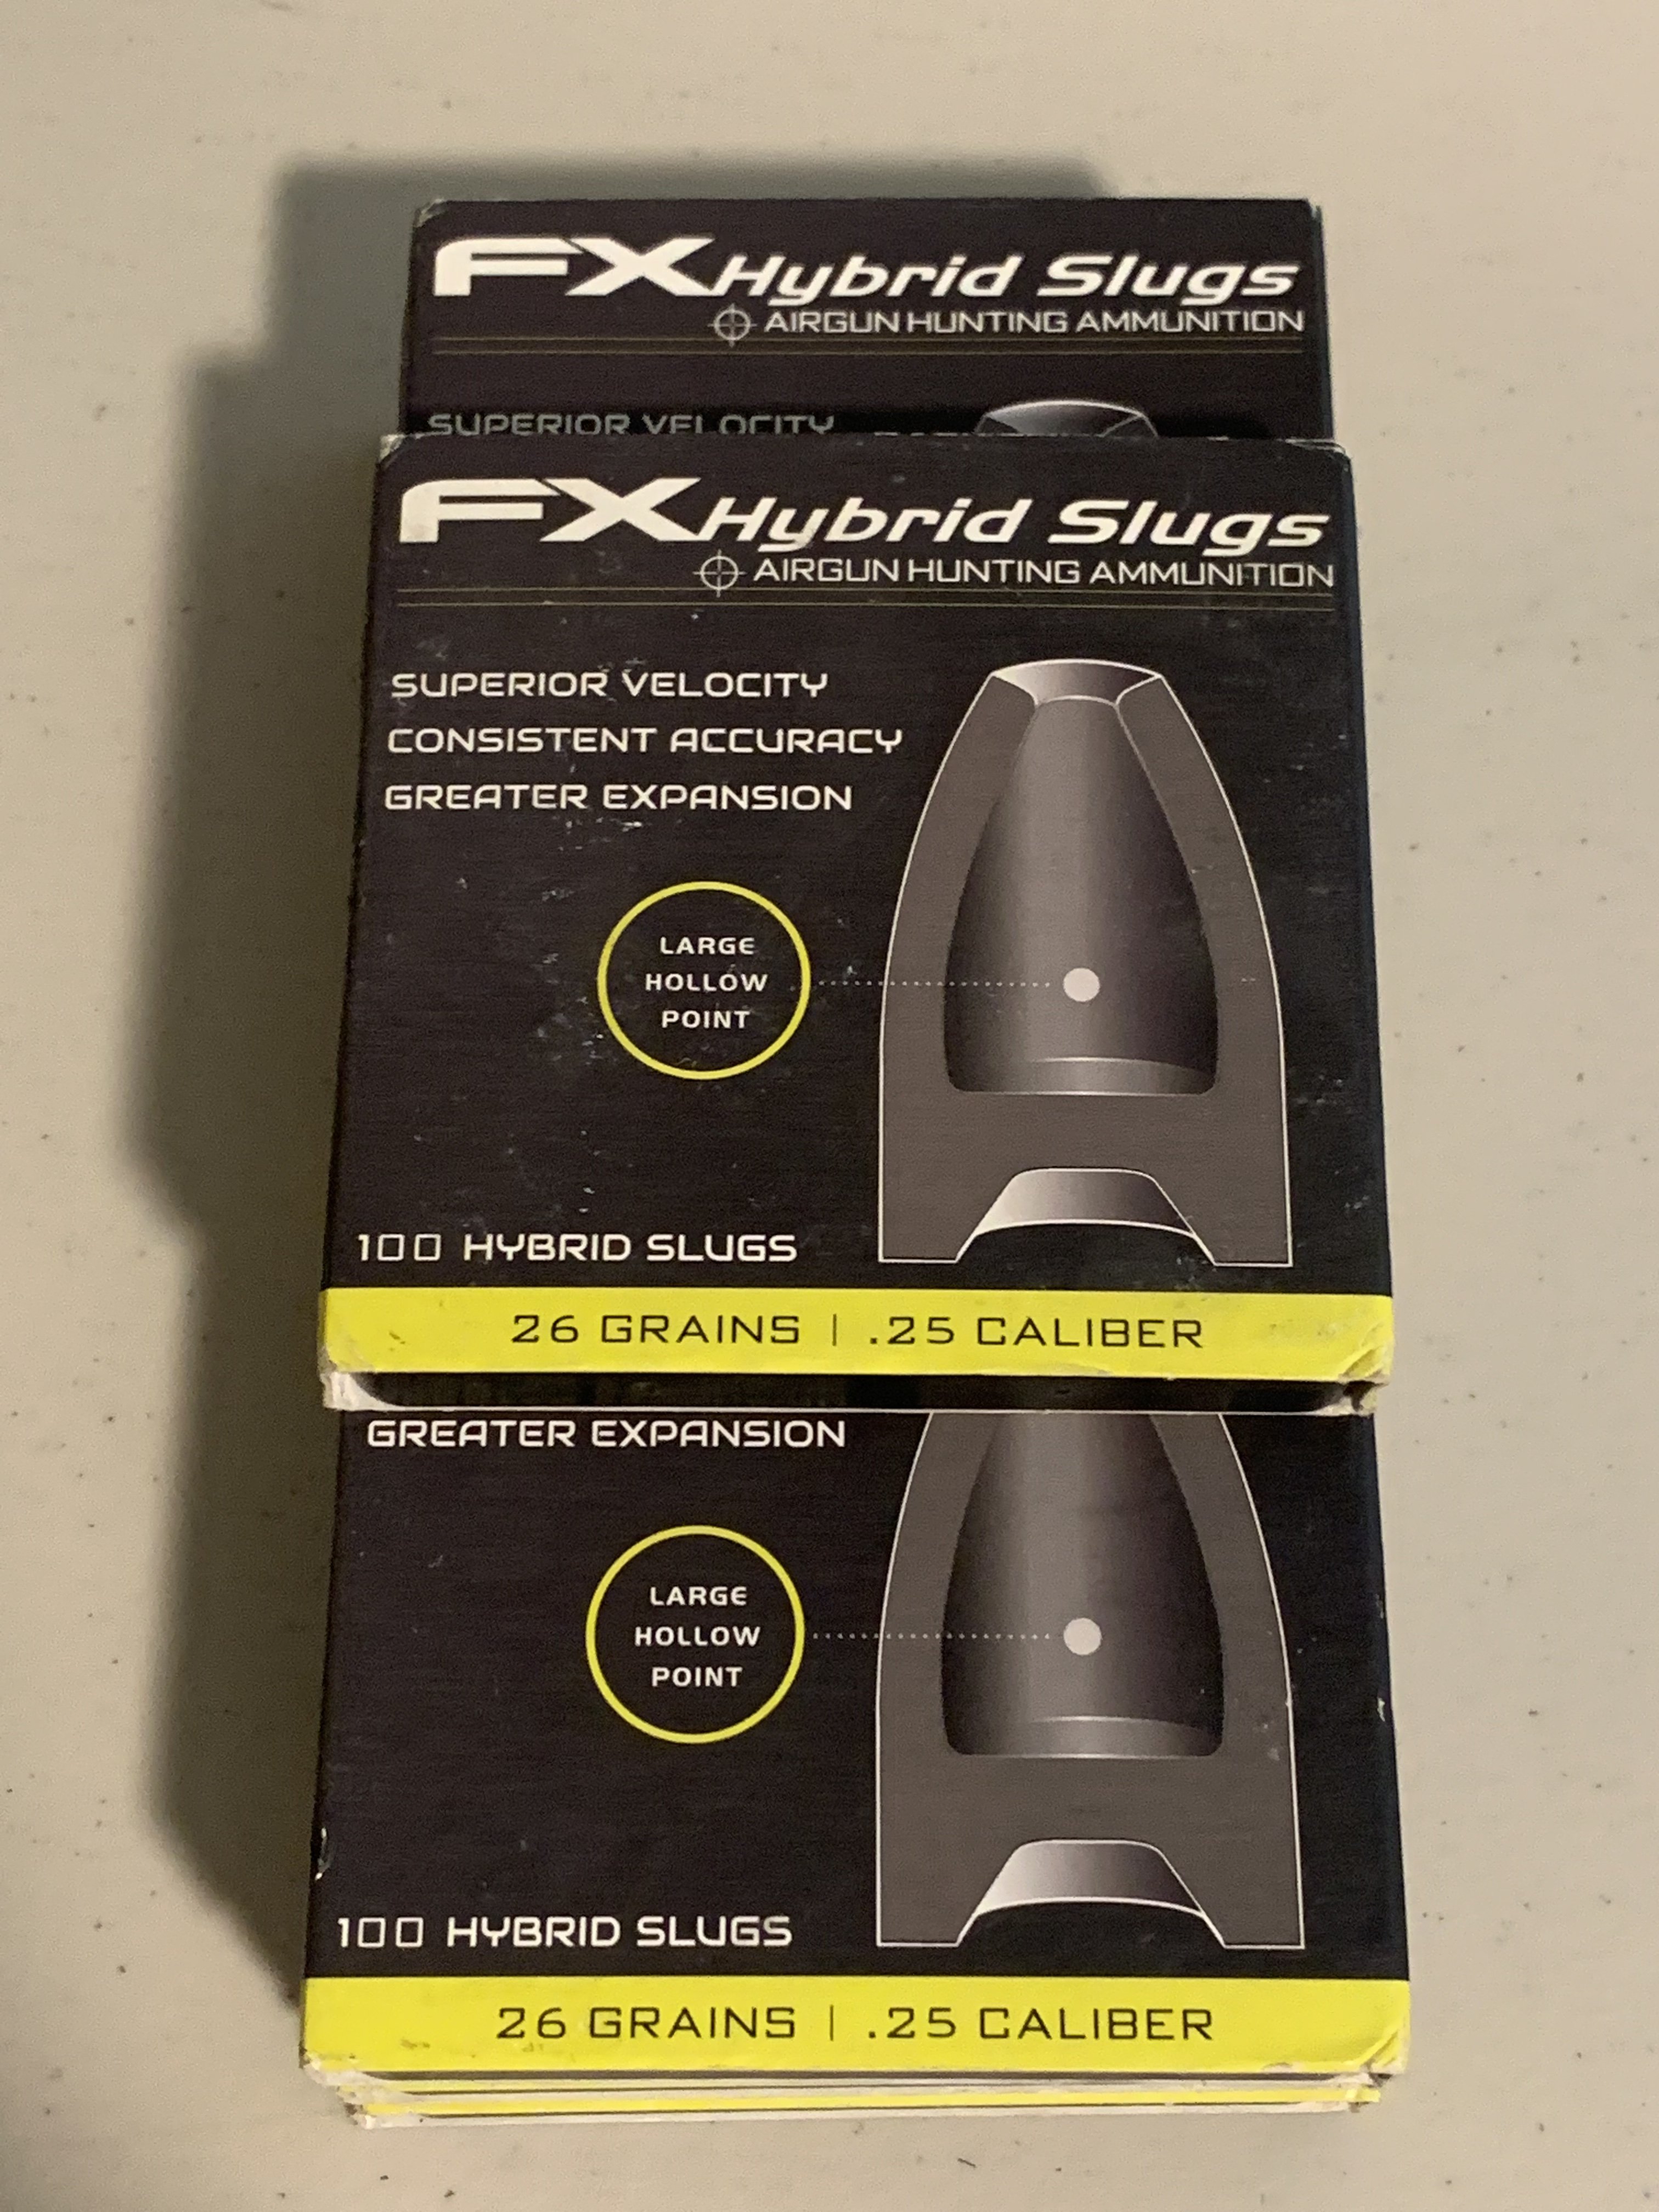 FX Hybrid Slugs
AIRGUN HUNTING AMMUNITION
SUPERIOR VELOCITY
FX Hybrid Slugs
AIRGUN HUNTING AMMUNITION
SUPERIOR VELOCITY
CONSISTENT ACCURACY
GREATER EXPANSION
LARGE
HOLLOW
POINT
100 HYBRID SLUGS
26 GRAINS | .25 CALIBER
GREATER EXPANSION
LARGE
HOLLOW
POINT
100 HYBRID SLUGS
26 GRAINS | .25 CALIBER